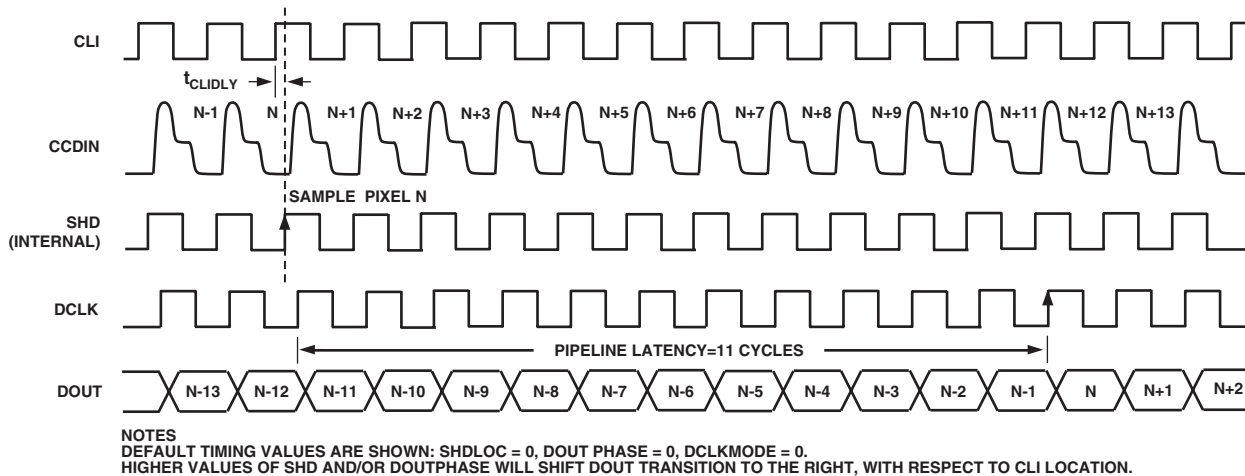 CLI
tCLIDLY
N-1 N N+1 N+2 N+3 N+4 N+5 N+6 N+7 N+8 N+9 N+10 N+11 N+12 N+13
CCDIN
SAMPLE PIXEL N
SHD
(INTERNAL)
DCLK
PIPELINE LATENCY=11 CYCLES
DOUT N-13 N-12 N-11 N-10 N-9 N-8 N-7 N-6 N-5 N-4 N-3 N-2 N-1 N N+1 N+2
NOTES
DEFAULT TIMING VALUES ARE SHOWN: SHDLOC = 0, DOUT PHASE = 0, DCLKMODE = 0.
HIGHER VALUES OF SHD AND/OR DOUTPHASE WILL SHIFT DOUT TRANSITION TO THE RIGHT, WITH RESPECT TO CLI LOCATION.